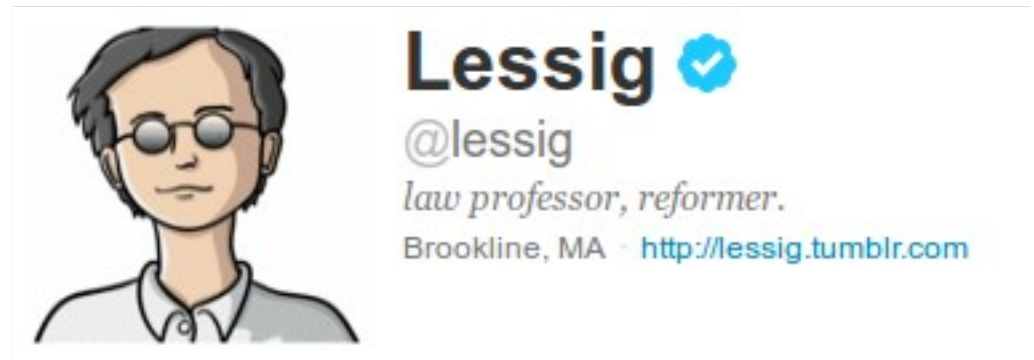 Lessig
@lessig
law professor, reformer.
Brookline, MA · http://lessig.tumblr.com